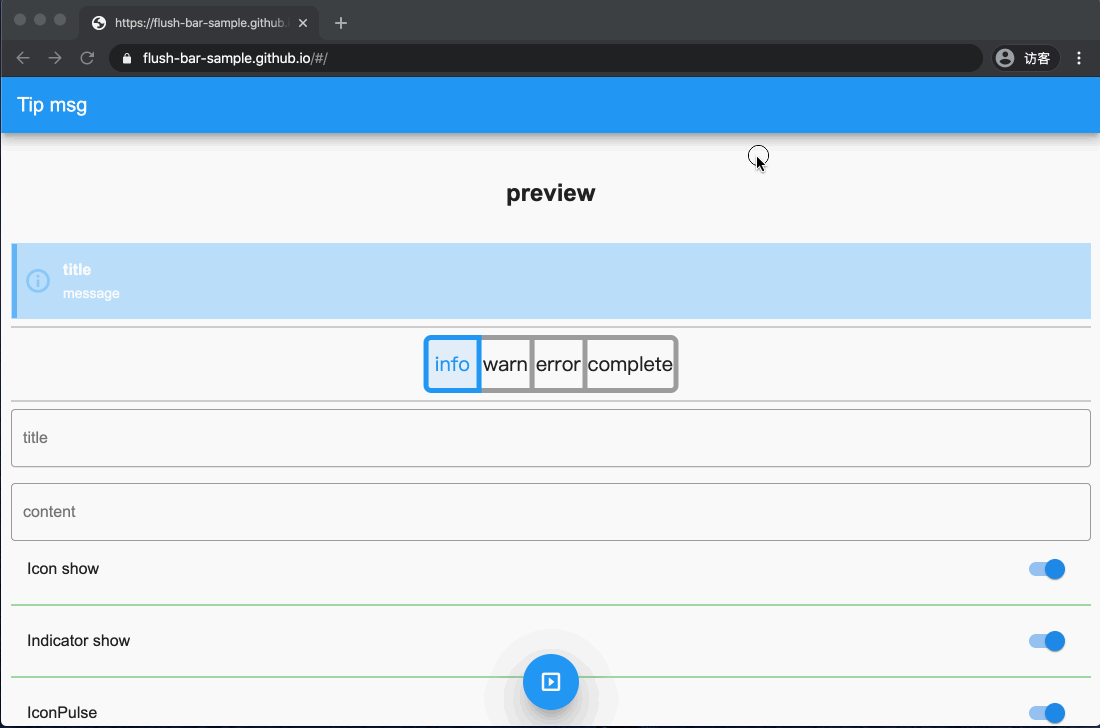 https://flush-bar-sample.github.
flush-bar-sample.github.io/#/
访客
Tip msg
preview
title
message
info
warn
error
complete
title
content
Icon show
Indicator show
IconPulse